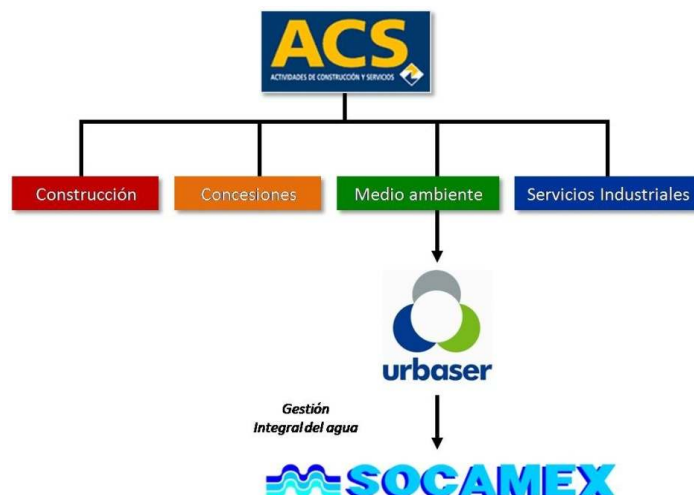 ACS
ACTIVIDADES DE CONSTRUCCIÓN Y SERVICIOS
Construcción
Concesiones
Medio ambiente
Servicios Industriales
urbaser
Gestión
Integral del agua
SOCAMEX